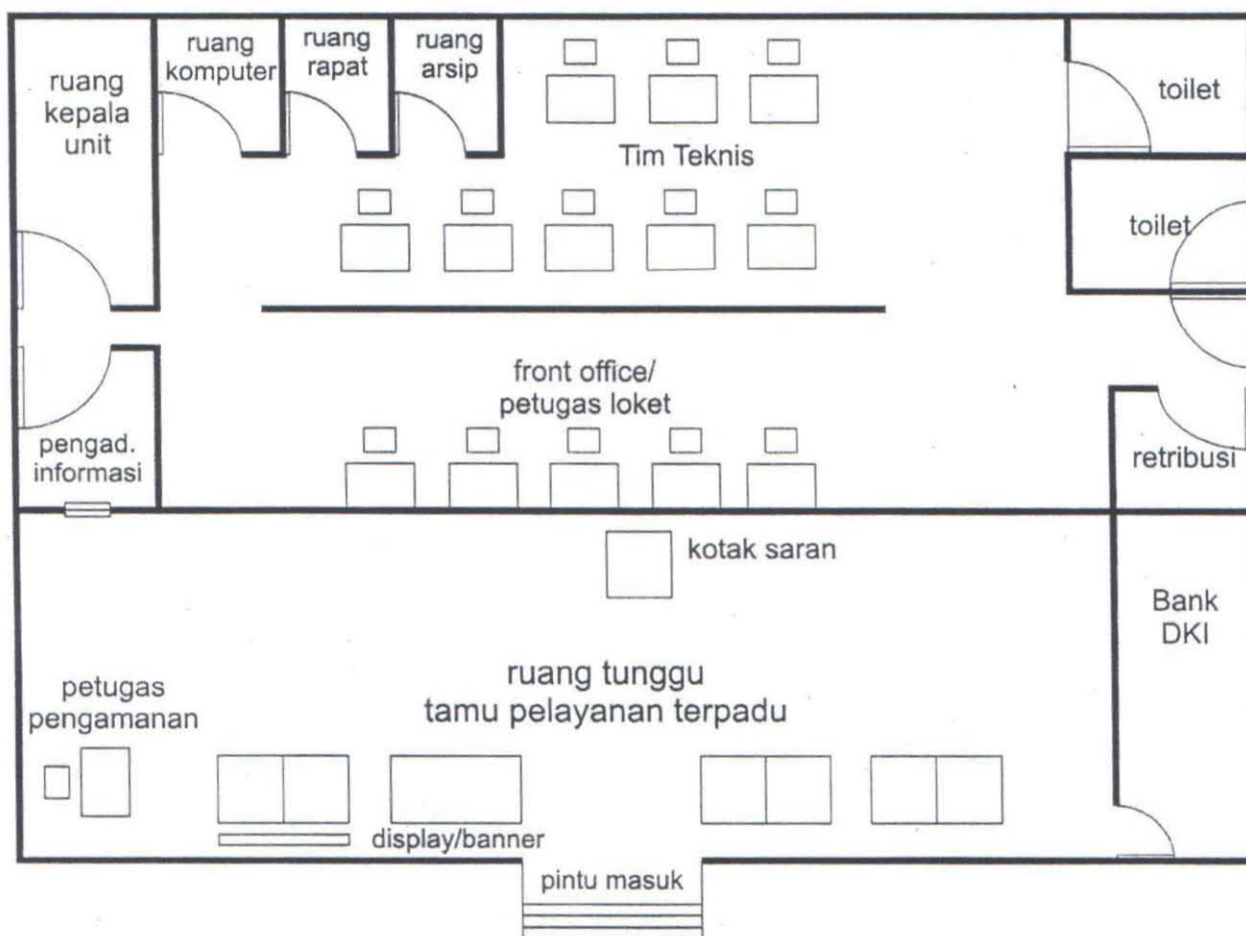 ruang
kepala
unit
ruang
komputer
ruang
rapat
ruang
arsip
toilet
Tim Teknis
toilet
front office/
petugas loket
pengad.
informasi
retribusi
kotak saran
Bank
DKI
ruang tunggu
tamu pelayanan terpadu
petugas
pengamanan
display/banner
pintu masuk